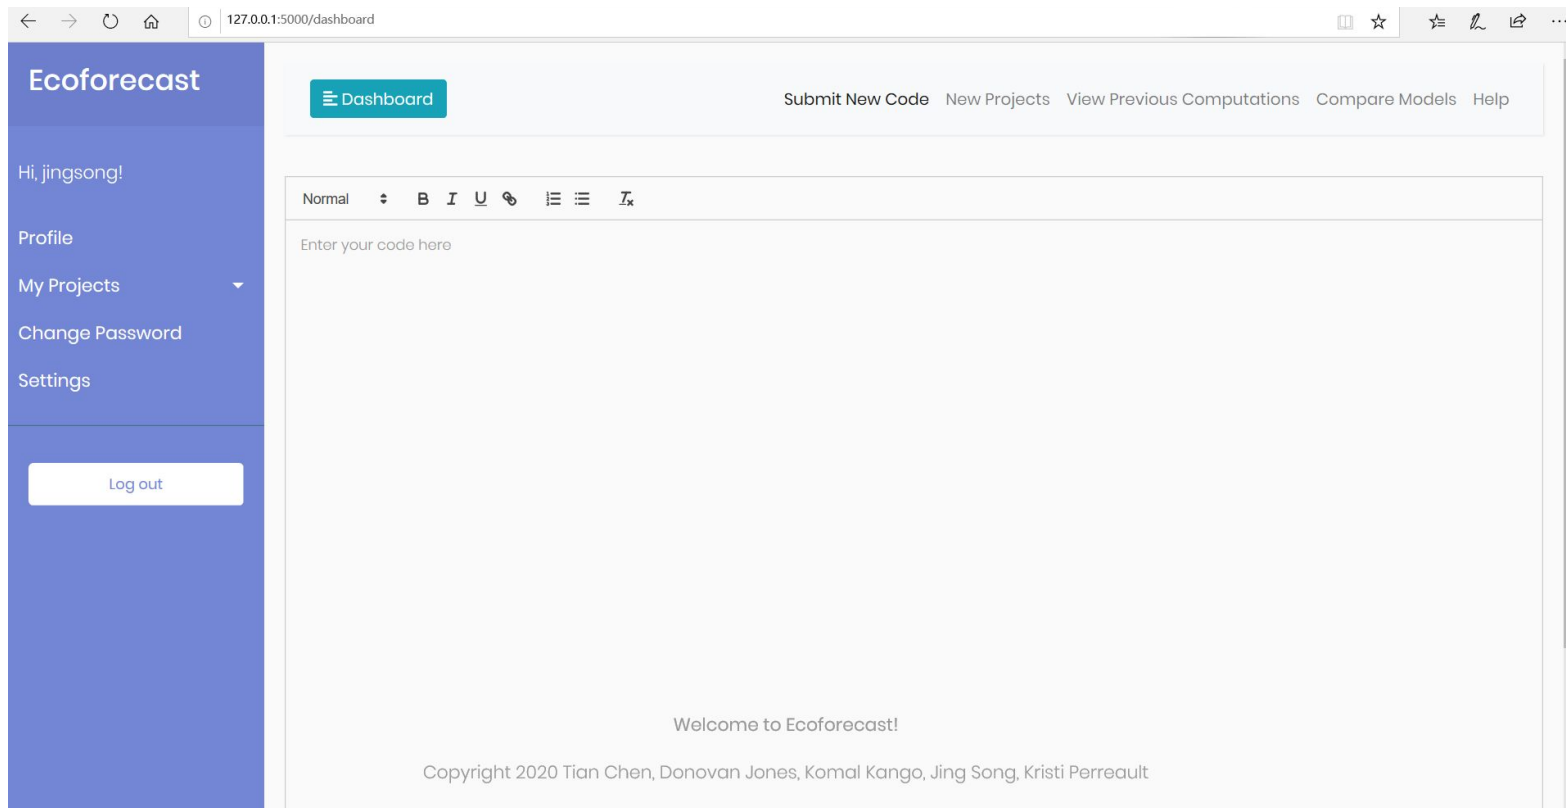 127.0.0.1:5000/dashboard
Ecoforecast
Dashboard
Submit New Code New Projects View Previous Computations Compare Models Help
Hi, jingsong!
Profile
My Projects
Change Password
Settings
Log out
Normal B I U
Enter your code here
Welcome to Ecoforecast!
Copyright 2020 Tian Chen, Donovan Jones, Komal Kango, Jing Song, Kristi Perreault